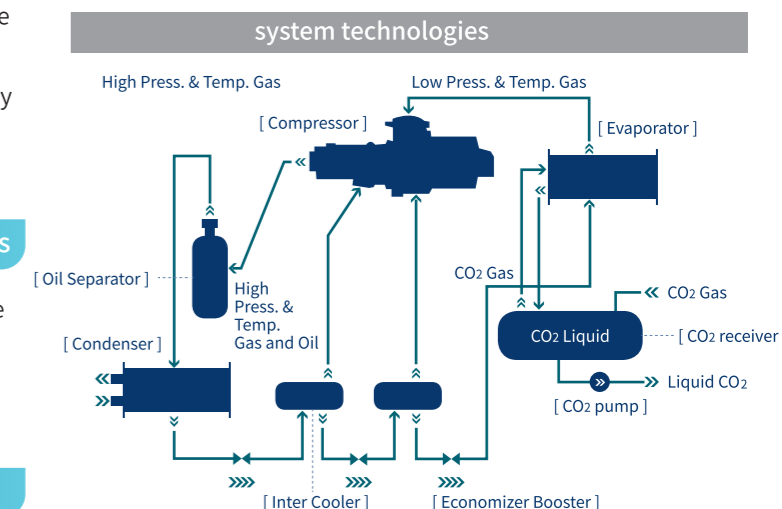 e
y
s
e
system technologies
High Press. & Temp. Gas
Low Press. & Temp. Gas
[ Compressor ]
[ Evaporator ]
[ Oil Separator ]
High
Press. &
Temp.
Gas and Oil
CO2 Gas
CO2 Gas
CO2 Liquid
[ CO2 receiver
[ Condenser ]
Liquid CO2
[ CO2 pump ]
[ Inter Cooler ]
[ Economizer Booster ]